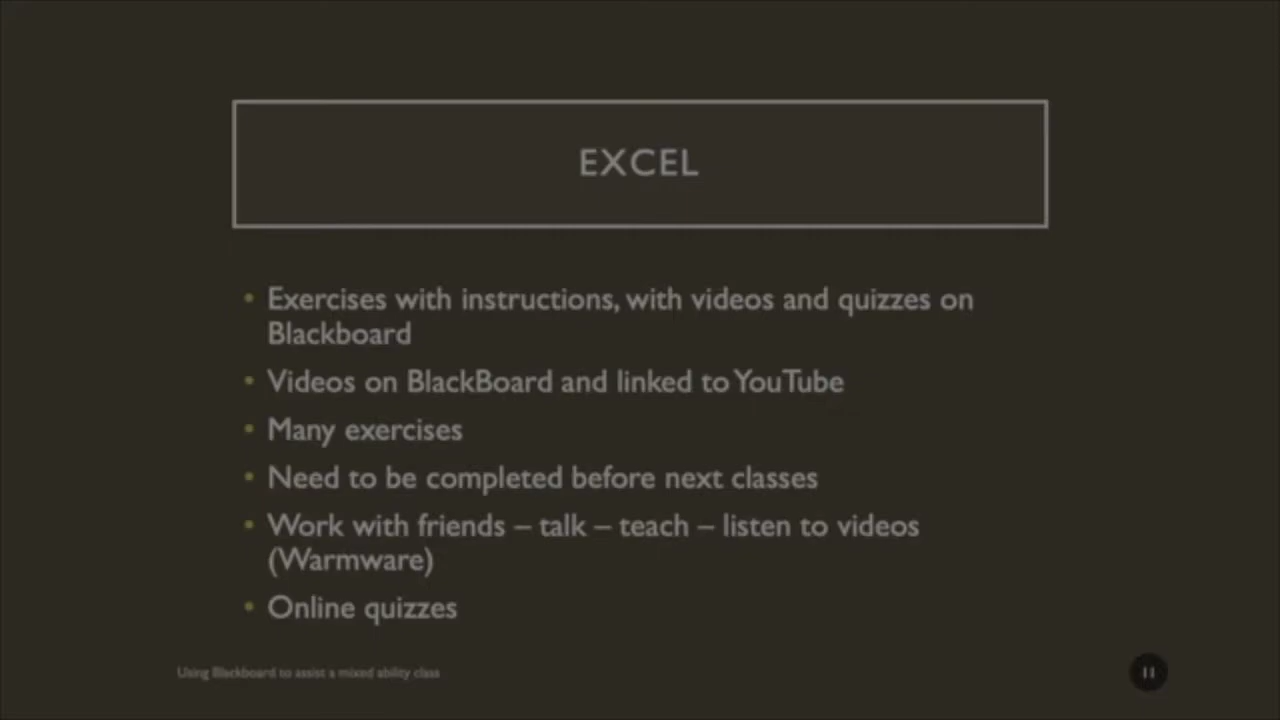 EXCEL
• Exercises with instructions, with videos and quizzes on
Blackboard
• Videos on BlackBoard and linked to YouTube
• Many exercises
• Need to be completed before next classes
• Work with friends – talk – teach – listen to videos
(Warmware)
• Online quizzes
Using Blackboard to assist a mixed ability class
11